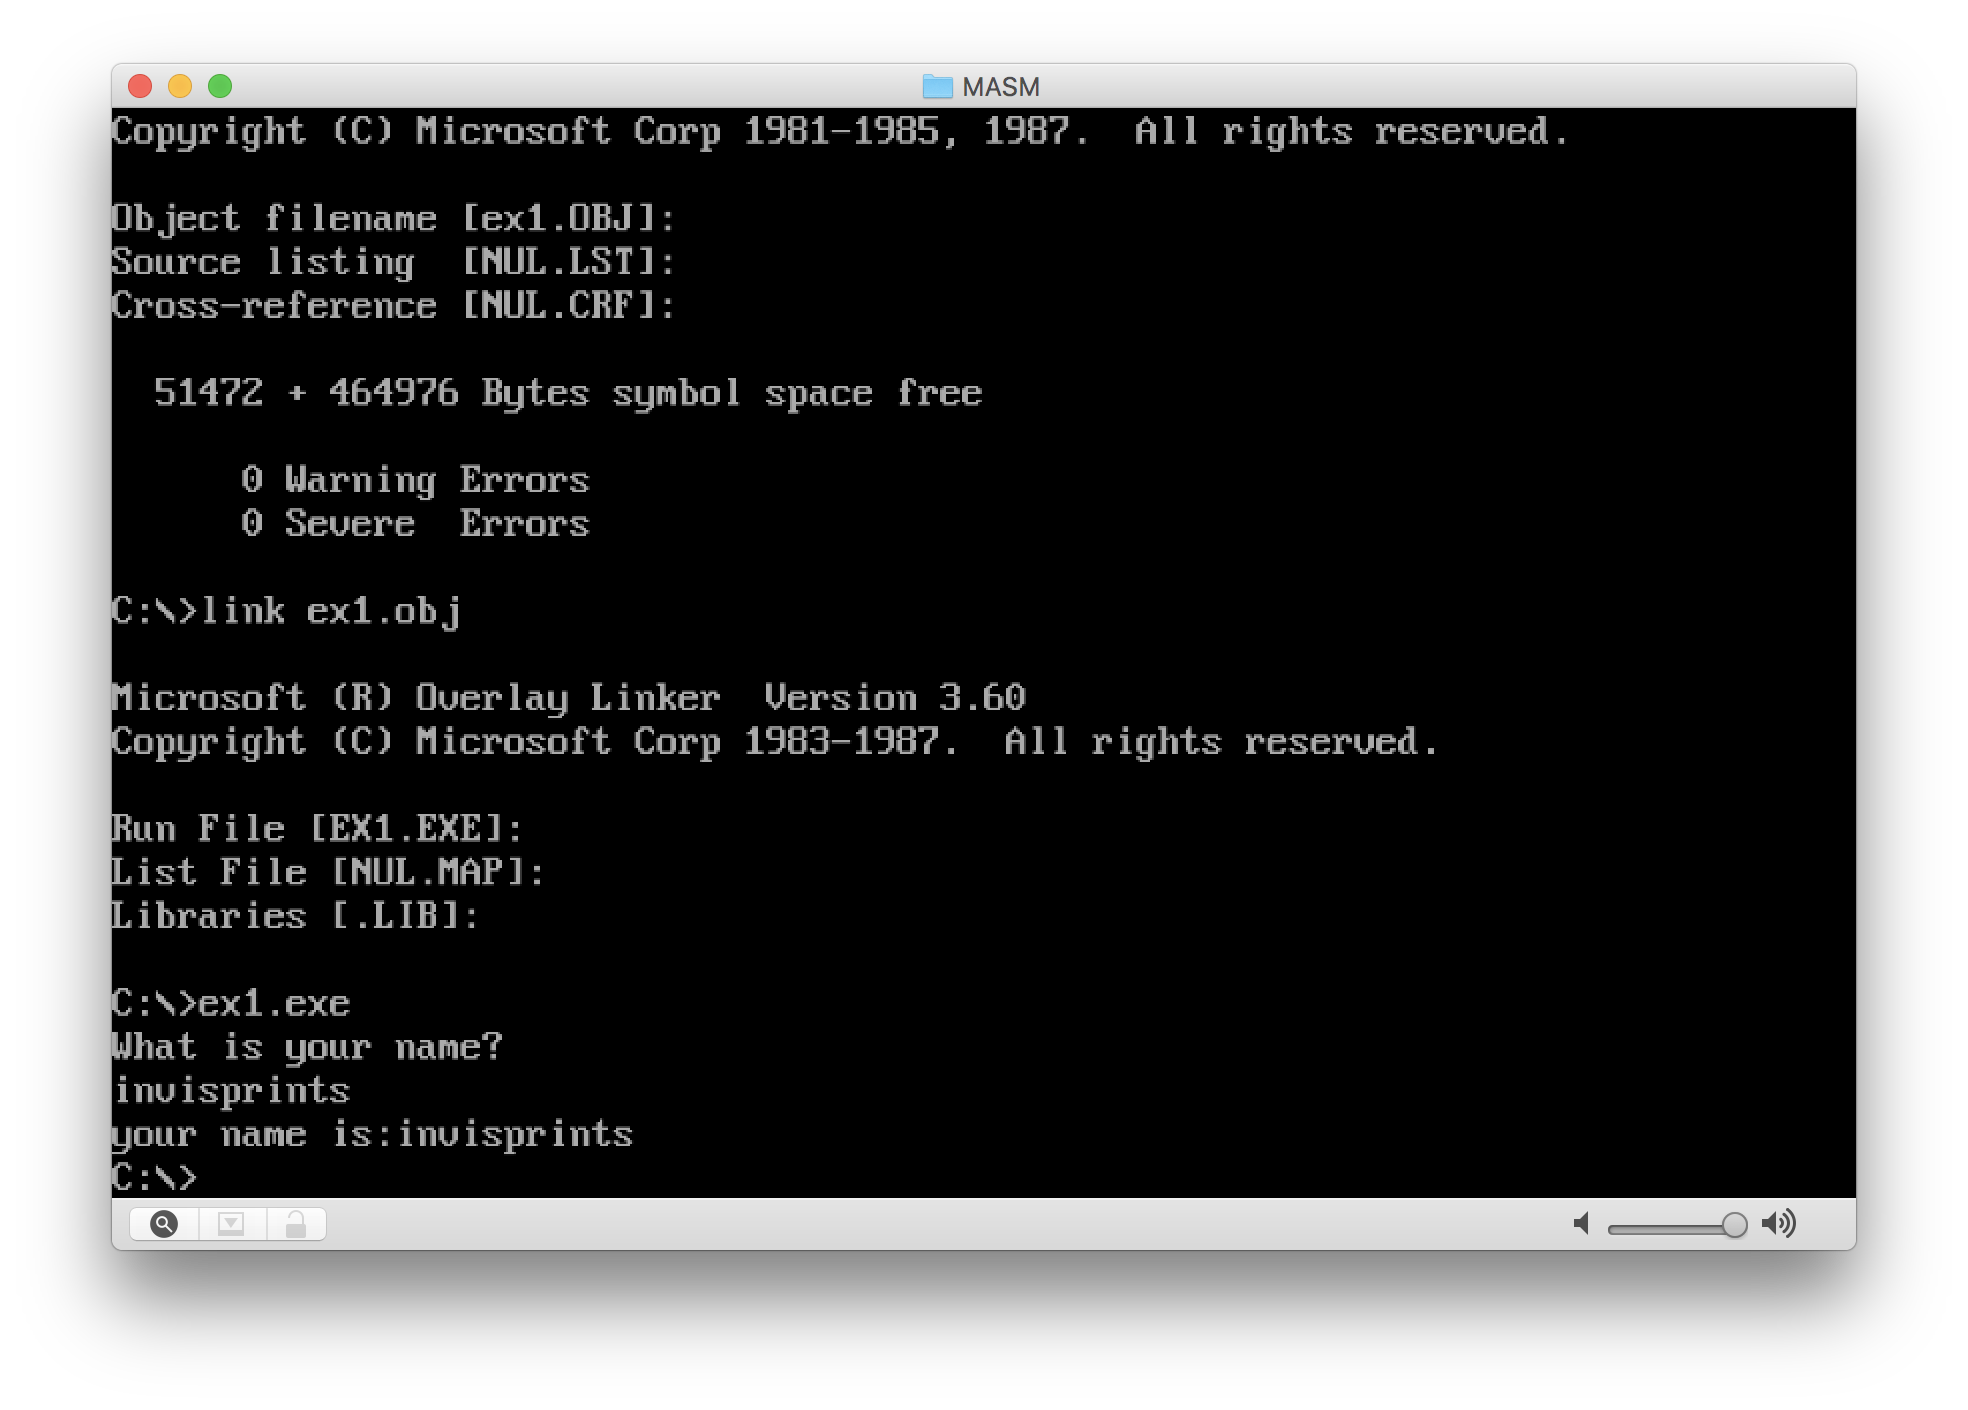 MASM
Copyright (C) Microsoft Corp 1981-1985, 1987.  All rights reserved.
Object filename [ex1.OBJ]:
Source listing  [NUL.LST]:
Cross-reference [NUL.CRF]:
51472 + 464976 Bytes symbol space free
0 Warning Errors
0 Severe  Errors
C:\>link ex1.obj
Microsoft (R) Overlay Linker  Version 3.60
Copyright (C) Microsoft Corp 1983-1987.  All rights reserved.
Run File [EX1.EXE]:
List File [NUL.MAP]:
Libraries [.LIB]:
C:\>ex1.exe
What is your name?
invisprints
your name is:invisprints
C:\>